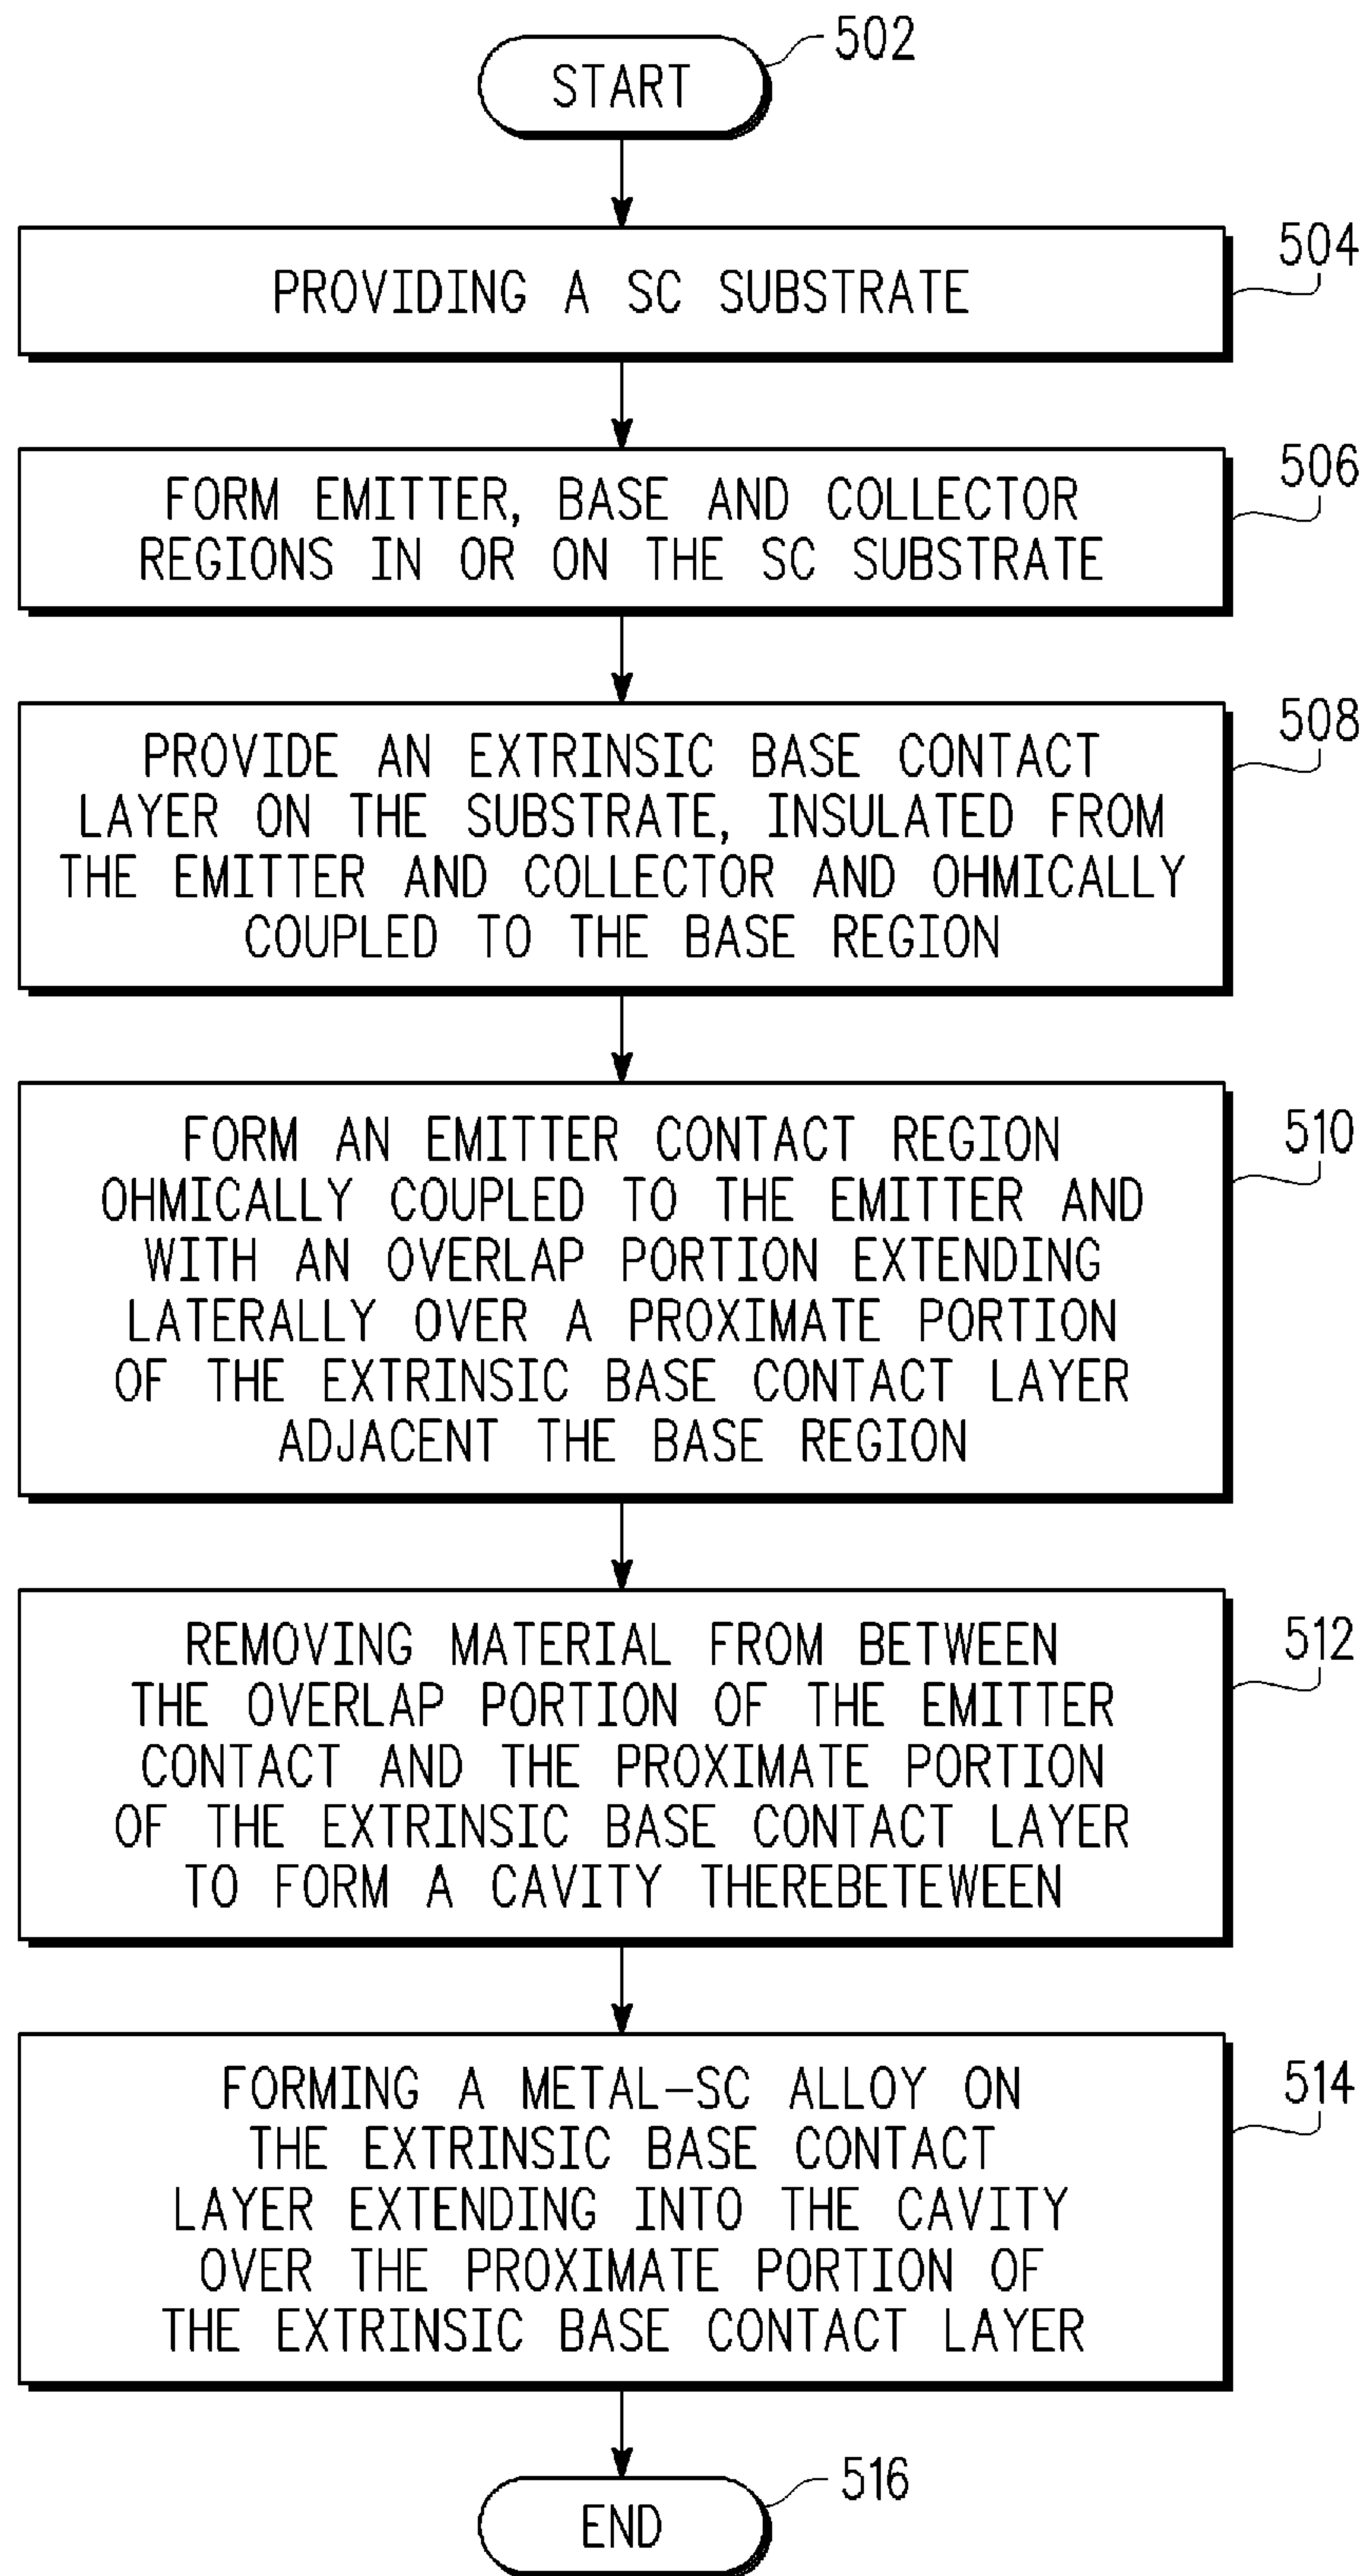 START
502
PROVIDING A SC SUBSTRATE
504
FORM EMITTER, BASE AND COLLECTOR
REGIONS IN OR ON THE SC SUBSTRATE
506
PROVIDE AN EXTRINSIC BASE CONTACT
LAYER ON THE SUBSTRATE, INSULATED FROM
THE EMITTER AND COLLECTOR AND OHMICALLY
COUPLED TO THE BASE REGION
508
FORM AN EMITTER CONTACT REGION
OHMICALLY COUPLED TO THE EMITTER AND
WITH AN OVERLAP PORTION EXTENDING
LATERALLY OVER A PROXIMATE PORTION
OF THE EXTRINSIC BASE CONTACT LAYER
ADJACENT THE BASE REGION
510
REMOVING MATERIAL FROM BETWEEN
THE OVERLAP PORTION OF THE EMITTER
CONTACT AND THE PROXIMATE PORTION
OF THE EXTRINSIC BASE CONTACT LAYER
TO FORM A CAVITY THEREBETEWEEN
512
FORMING A METAL-SC ALLOY ON
THE EXTRINSIC BASE CONTACT
LAYER EXTENDING INTO THE CAVITY
OVER THE PROXIMATE PORTION OF
THE EXTRINSIC BASE CONTACT LAYER
514
END
516